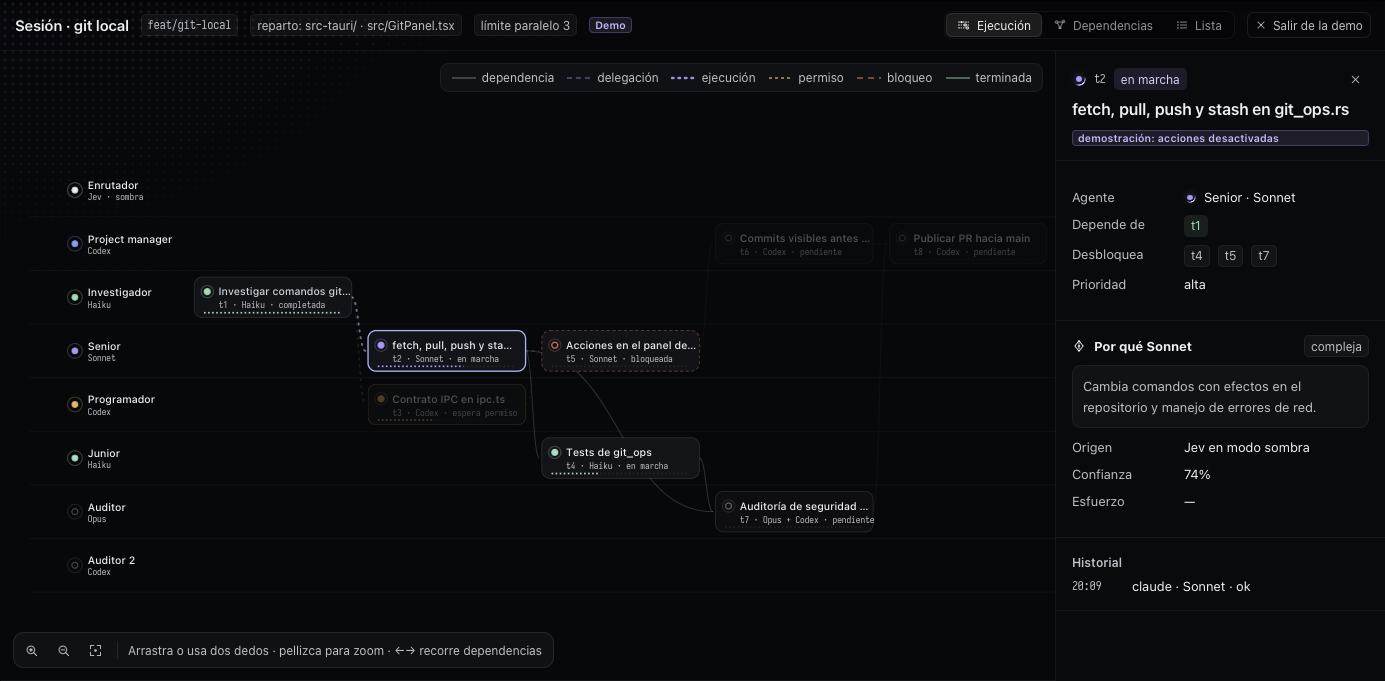 Sesión · git local feat/git-local reparto: src-tauri/ · src/GitPanel.tsx límite paralelo 3 Demo Ejecución Dependencias Lista Salir de la demo
dependencia delegación ejecución permiso bloqueo terminada
Enrutador
Jev · sombra
Project manager
Codex
Commits visibles antes ...
t6 · Codex · pendiente
Publicar PR hacia main
t8 · Codex · pendiente
Investigador
Haiku
Investigar comandos git...
t1 · Haiku · completada
Senior
Sonnet
fetch, pull, push y sta...
t2 · Sonnet · en marcha
Acciones en el panel de...
t5 · Sonnet · bloqueada
Programador
Codex
Contrato IPC en ipc.ts
t3 · Codex · espera permiso
Junior
Haiku
Tests de git_ops
t4 · Haiku · en marcha
Auditor
Opus
Auditoría de seguridad ...
t7 · Opus + Codex · pendiente
Auditor 2
Codex
Arrastra o usa dos dedos · pellizca para zoom · ←→ recorre dependencias
t2 en marcha
fetch, pull, push y stash en git_ops.rs
demostración: acciones desactivadas
Agente Senior · Sonnet
Depende de t1
Desbloquea t4 t5 t7
Prioridad alta
Por qué Sonnet compleja
Cambia comandos con efectos en el
repositorio y manejo de errores de red.
Origen Jev en modo sombra
Confianza 74%
Esfuerzo —
Historial
20:09 claude · Sonnet · ok